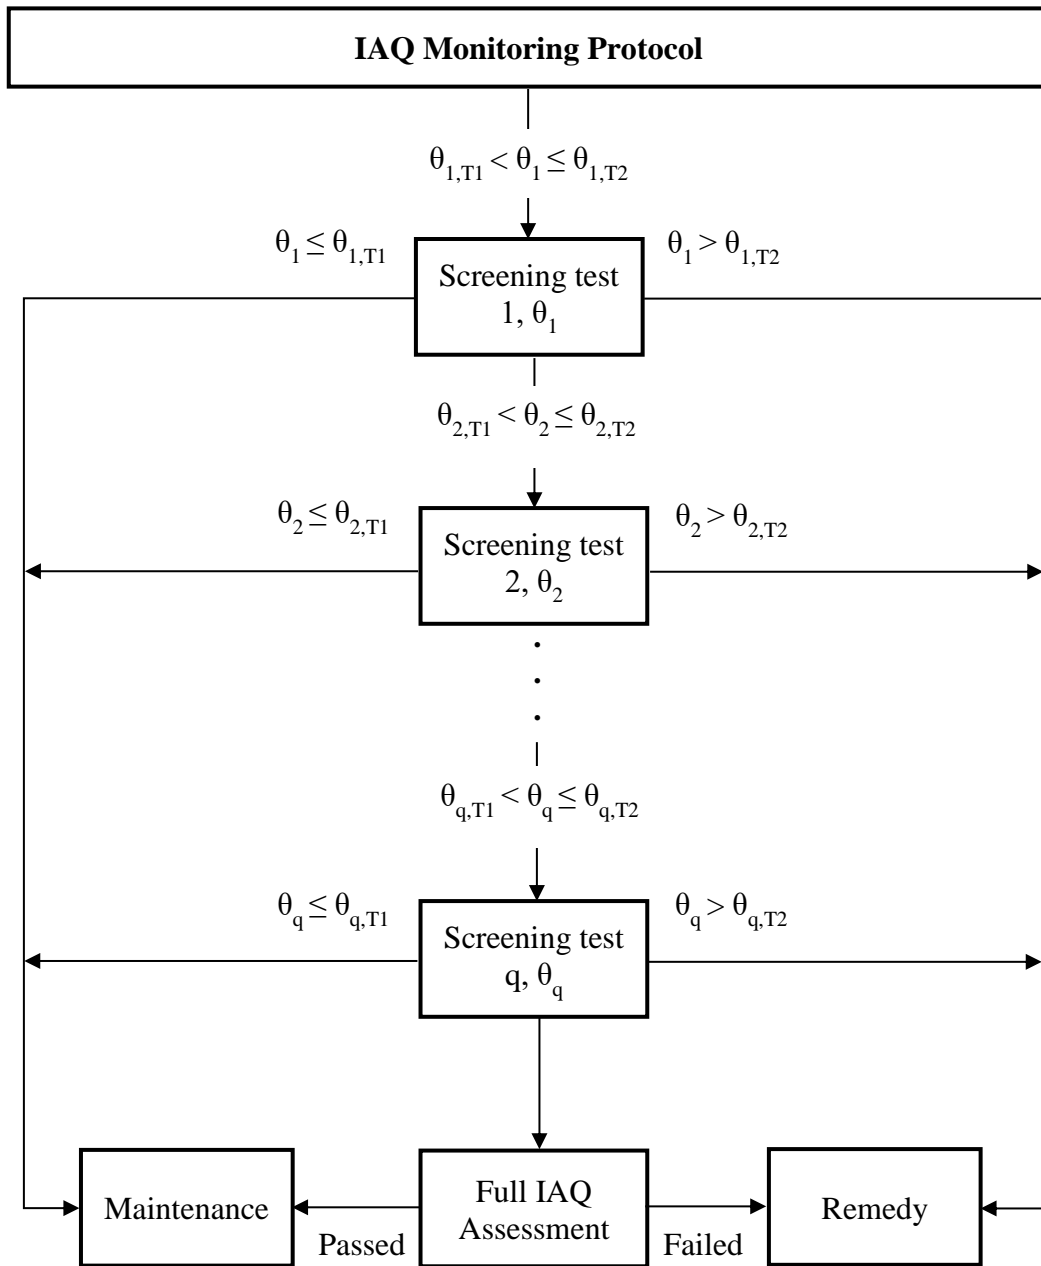 IAQ Monitoring Protocol
θ1,T1 < θ1 ≤ θ1,T2
θ1 ≤ θ1,T1
θ1 > θ1,T2
Screening test
1, θ1
θ2,T1 < θ2 ≤ θ2,T2
θ2 ≤ θ2,T1
θ2 > θ2,T2
Screening test
2, θ2
.
.
.
θq,T1 < θq ≤ θq,T2
θq ≤ θq,T1
θq > θq,T2
Screening test
q, θq
Maintenance
Passed
Full IAQ
Assessment
Failed
Remedy